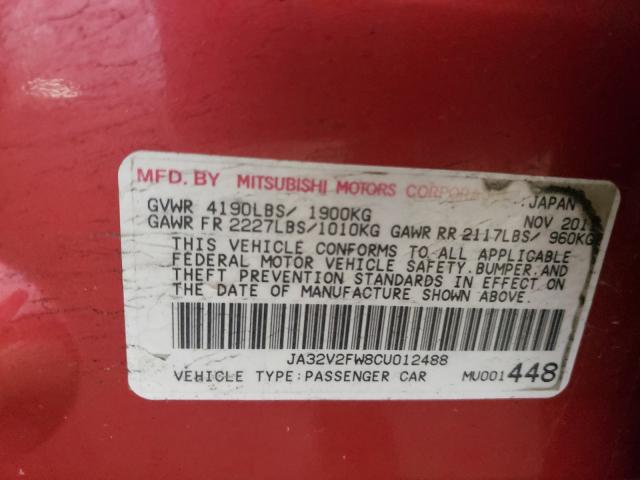 MFD. BY MITSUBISHI MOTORS JAPAN
GVWR 4190LBS/ 1900KG NOV 201
GAWR FR 2227LBS/1010KG GAWR RR 2117LBS/ 960KG
THIS VEHICLE CONFORMS TO ALL APPLICABLE
FEDERAL MOTOR VEHICLE SAFETY, BUMPER, AND
THEFT PREVENTION STANDARDS IN EFFECT ON
THE DATE OF MANUFACTURE SHOWN ABOVE.
JA32V2FW8CU012488
VEHICLE TYPE:PASSENGER CAR MU001448